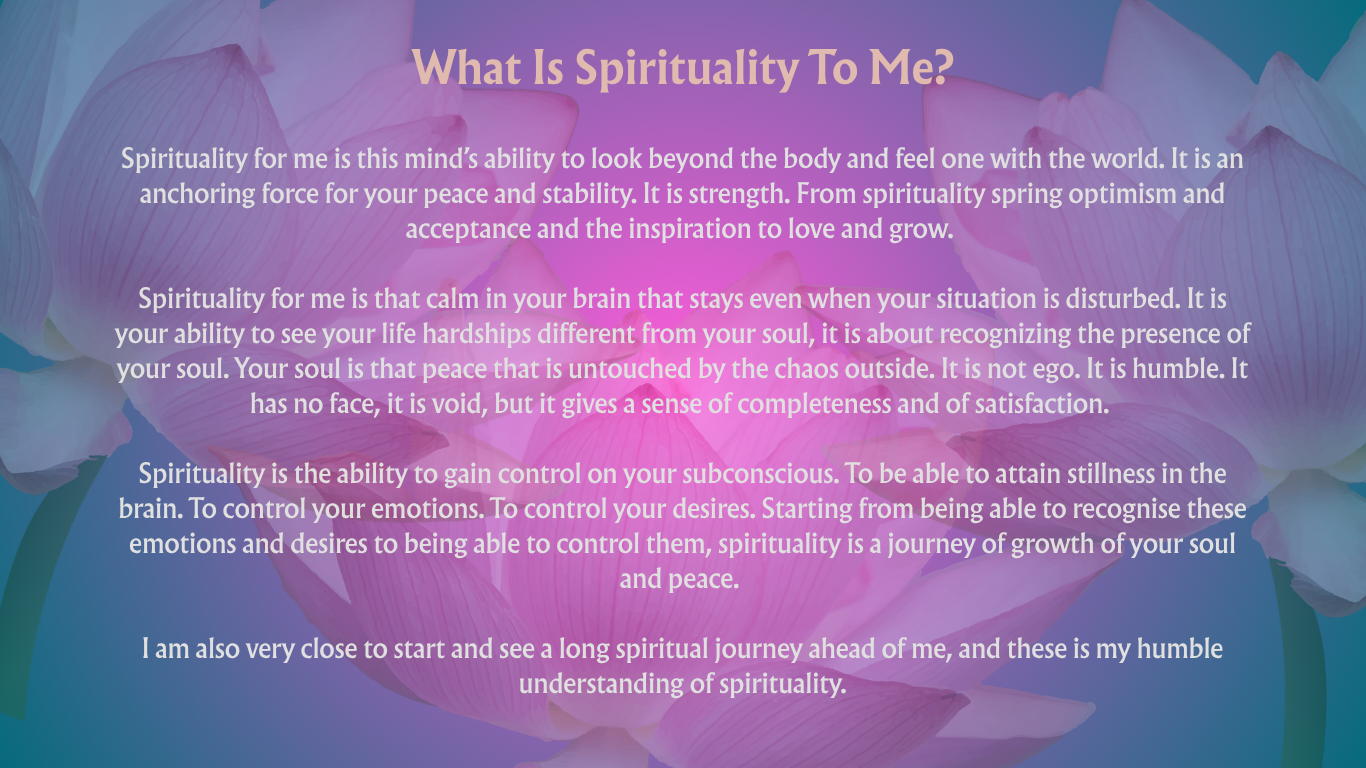 What Is Spirituality To Me?
Spirituality for me is this mind’s ability to look beyond the body and feel one with the world. It is an
anchoring force for your peace and stability. It is strength. From spirituality spring optimism and
acceptance and the inspiration to love and grow.
Spirituality for me is that calm in your brain that stays even when your situation is disturbed. It is
your ability to see your life hardships different from your soul, it is about recognizing the presence of
your soul. Your soul is that peace that is untouched by the chaos outside. It is not ego. It is humble. It
has no face, it is void, but it gives a sense of completeness and of satisfaction.
Spirituality is the ability to gain control on your subconscious. To be able to attain stillness in the
brain. To control your emotions. To control your desires. Starting from being able to recognise these
emotions and desires to being able to control them, spirituality is a journey of growth of your soul
and peace.
I am also very close to start and see a long spiritual journey ahead of me, and these is my humble
understanding of spirituality.